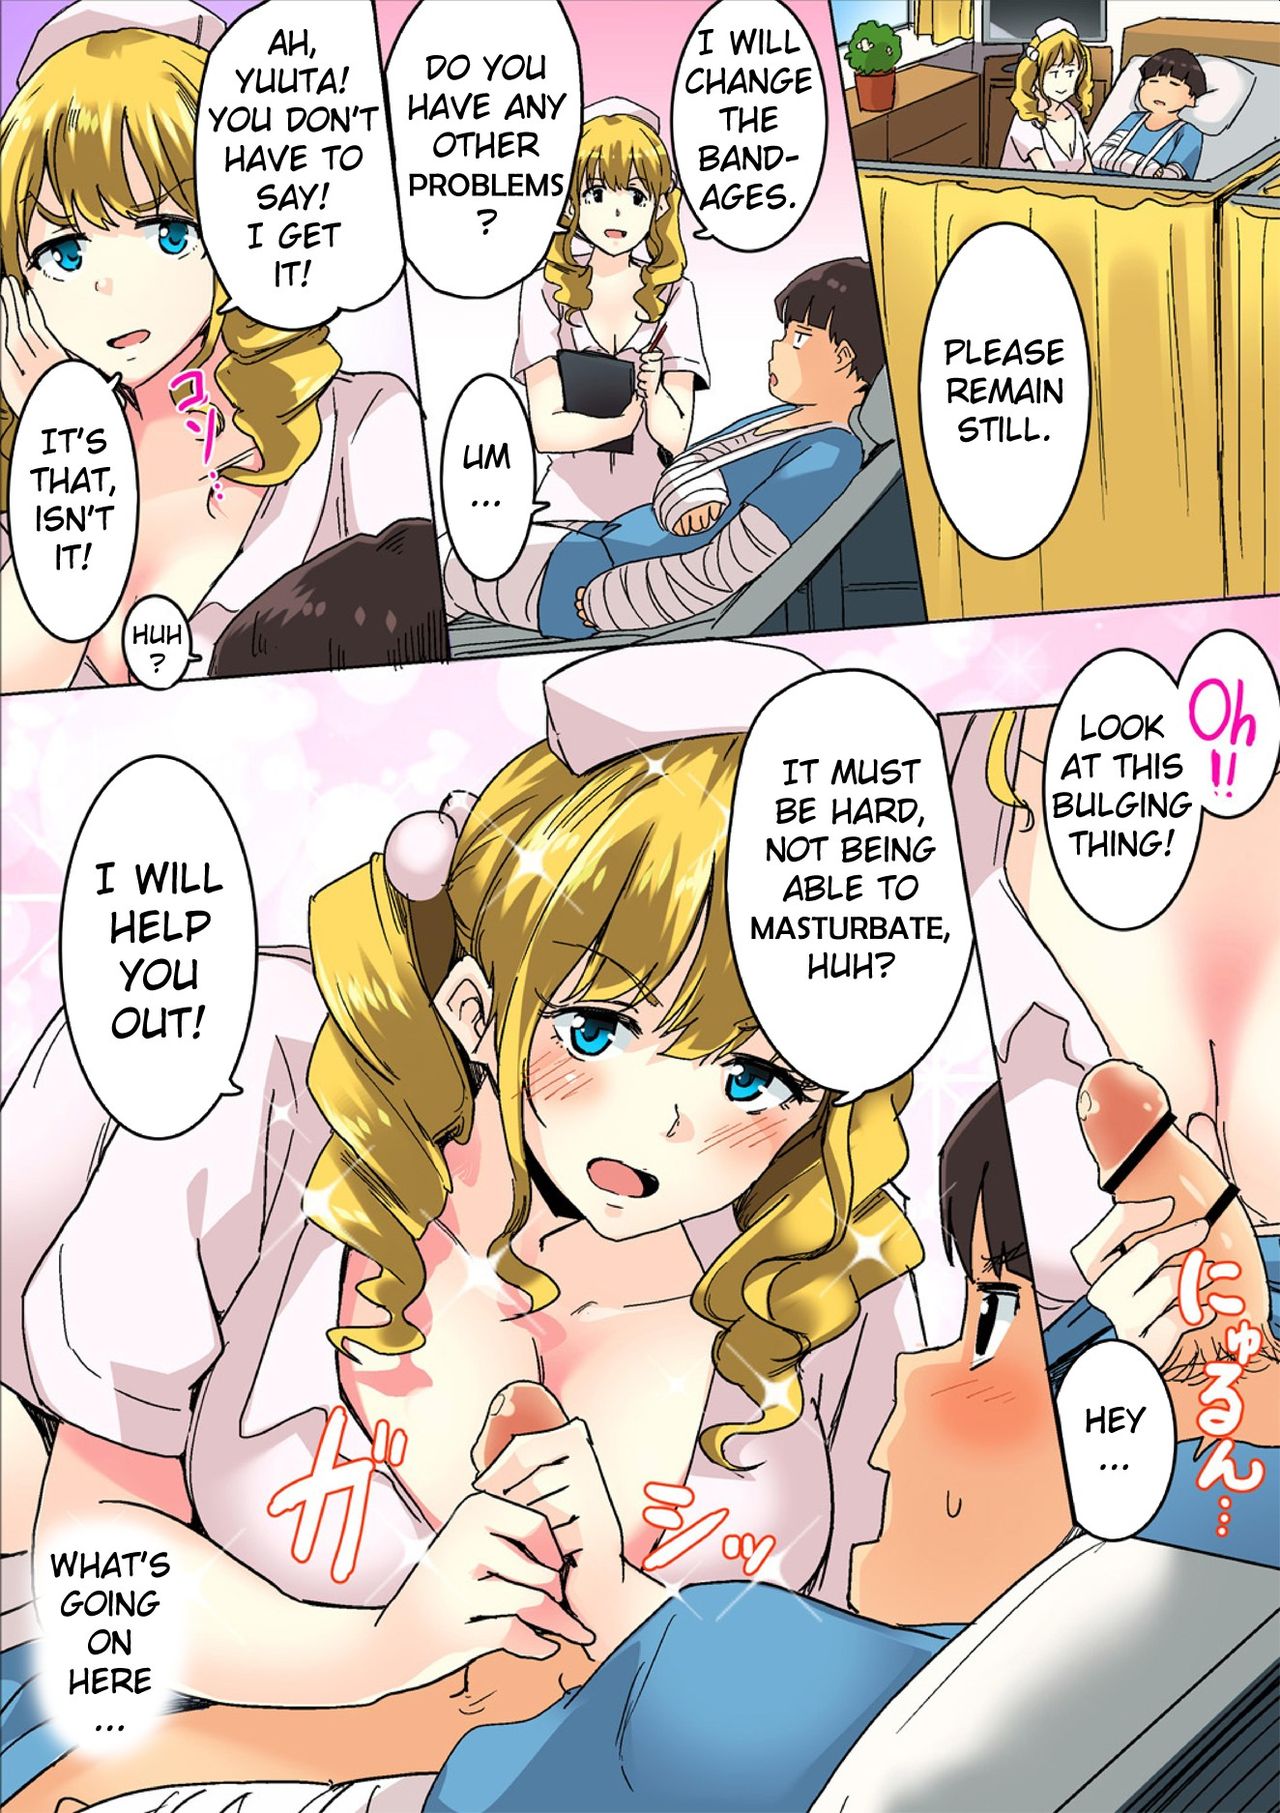 PLEASE
REMAIN
STILL.
I WILL
CHANGE
THE
BAND-
AGES.
DO YOU
HAVE ANY
OTHER
PROBLEMS
?
UM
...
AH,
YUUTA!
YOU DON'T
HAVE TO
SAY!
I GET
IT!
コソ…
IT'S
THAT,
ISN'T
IT!
HUH
?
Oh
!!
LOOK
AT THIS
BULGING
THING!
にゅるん…
HEY
...
IT MUST
BE HARD,
NOT BEING
ABLE TO
MASTURBATE,
HUH?
I WILL
HELP
YOU
OUT!
ガシッ
WHAT'S
GOING
ON
HERE
...